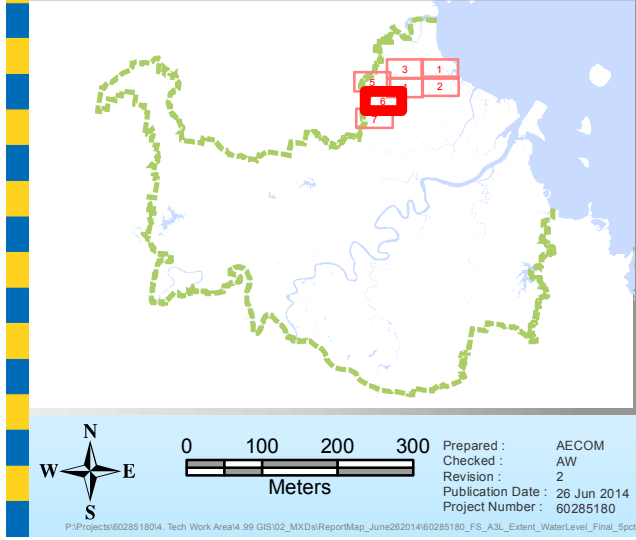 3 1
5 2
6
7
N
W E
S
0 100 200 300
Meters
Prepared : AECOM
Checked : AW
Revision : 2
Publication Date : 26 Jun 2014
Project Number : 60285180
P:\Projects\60285180\4. Tech Work Area\4.99 GIS\02_MXDs\ReportMap_June262014\60285180_FS_A3L_Extent_WaterLevel_Final_5pct